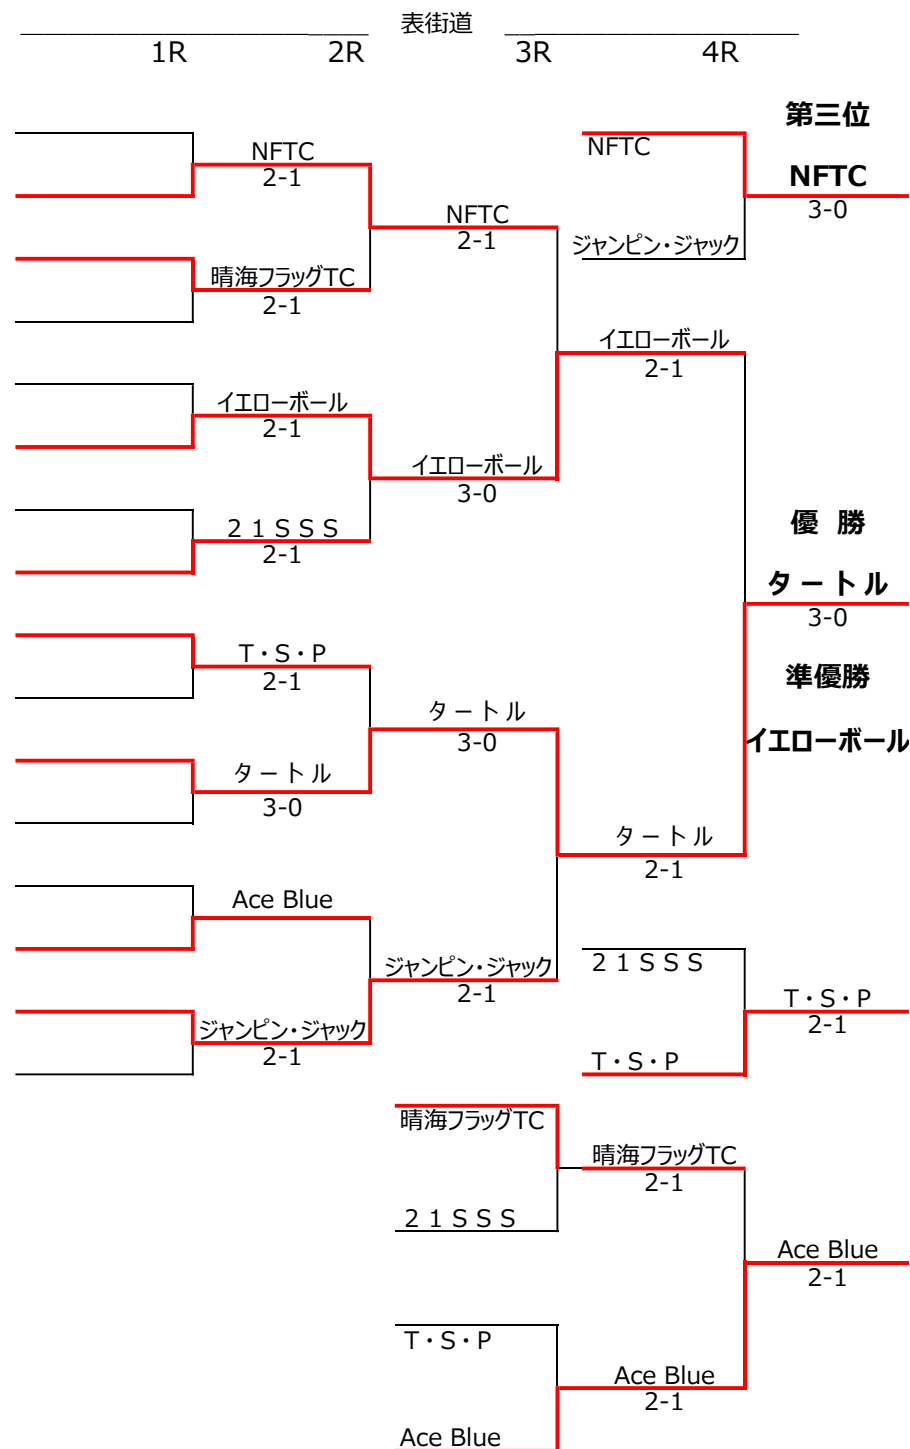 表街道
1R 2R 3R 4R
第三位
NFTC
2-1
NFTC
NFTC
3-0
NFTC
2-1
ジャンピン・ジャック
晴海フラッグTC
2-1
イエローボール
2-1
イエローボール
2-1
イエローボール
3-0
２１ＳＳＳ
2-1
優 勝
タートル
3-0
T・S・P
2-1
準優勝
イエローボール
タートル
3-0
タートル
3-0
タートル
2-1
Ace Blue
ジャンピン・ジャック
2-1
２１ＳＳＳ
T・S・P
2-1
ジャンピン・ジャック
2-1
T・S・P
晴海フラッグTC
晴海フラッグTC
2-1
２１ＳＳＳ
Ace Blue
2-1
T・S・P
Ace Blue
2-1
Ace Blue